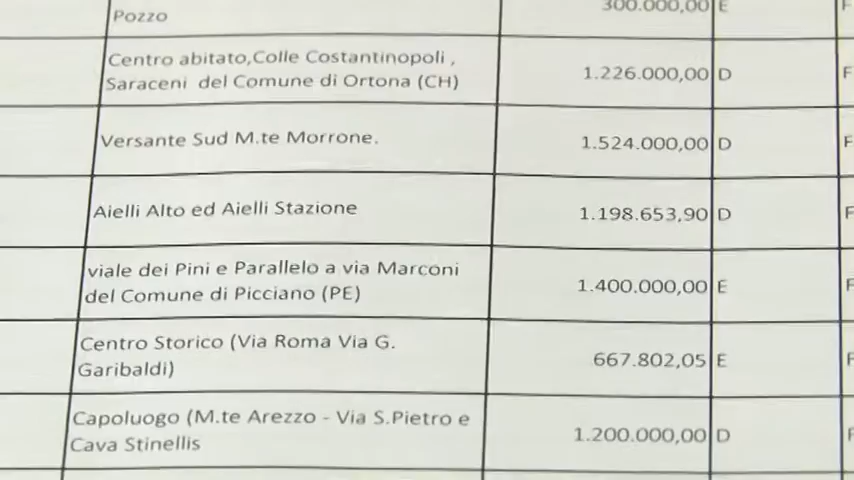 Pozzo
300.000,00 E F
Centro abitato,Colle Costantinopoli ,
Saraceni del Comune di Ortona (CH)
1.226.000,00 D F
Versante Sud M.te Morrone.
1.524.000,00 D F
Aielli Alto ed Aielli Stazione
1.198.653,90 D F
viale dei Pini e Parallelo a via Marconi
del Comune di Picciano (PE)
1.400.000,00 E F
Centro Storico (Via Roma Via G.
Garibaldi)
667.802,05 E F
Capoluogo (M.te Arezzo - Via S.Pietro e
Cava Stinellis
1.200.000,00 D F